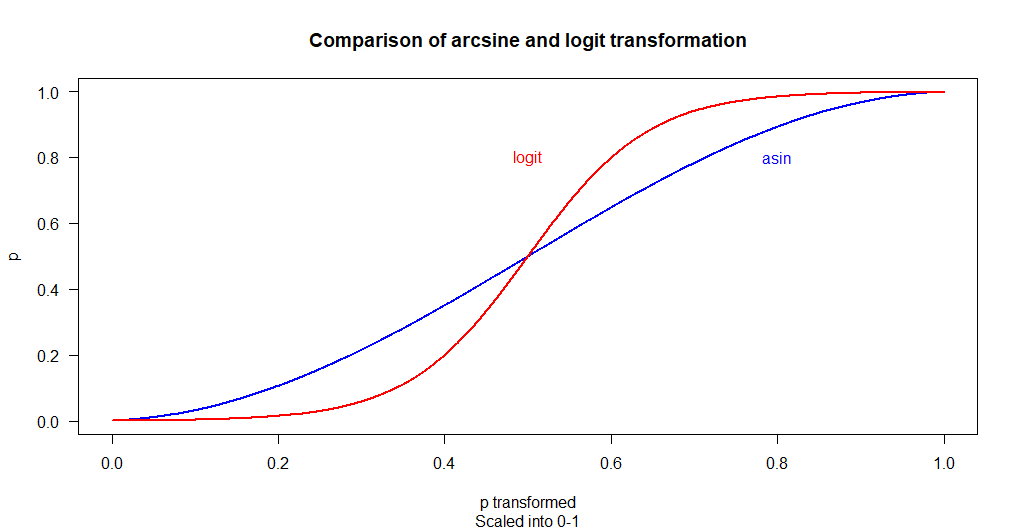 Comparison of arcsine and logit transformation
1.0
0.8
0.6
0.4
0.2
0.0
p
logit
asin
0.0 0.2 0.4 0.6 0.8 1.0
p transformed
Scaled into 0-1